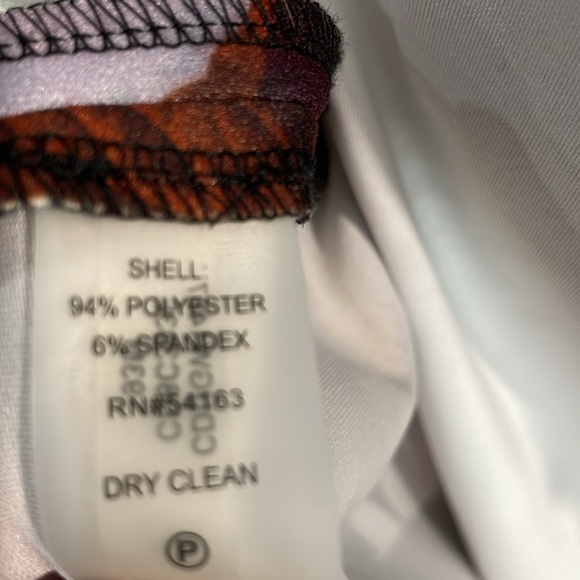 SHELL:
94% POLYESTER
6% SPANDEX
RN#54163
DRY CLEAN
P